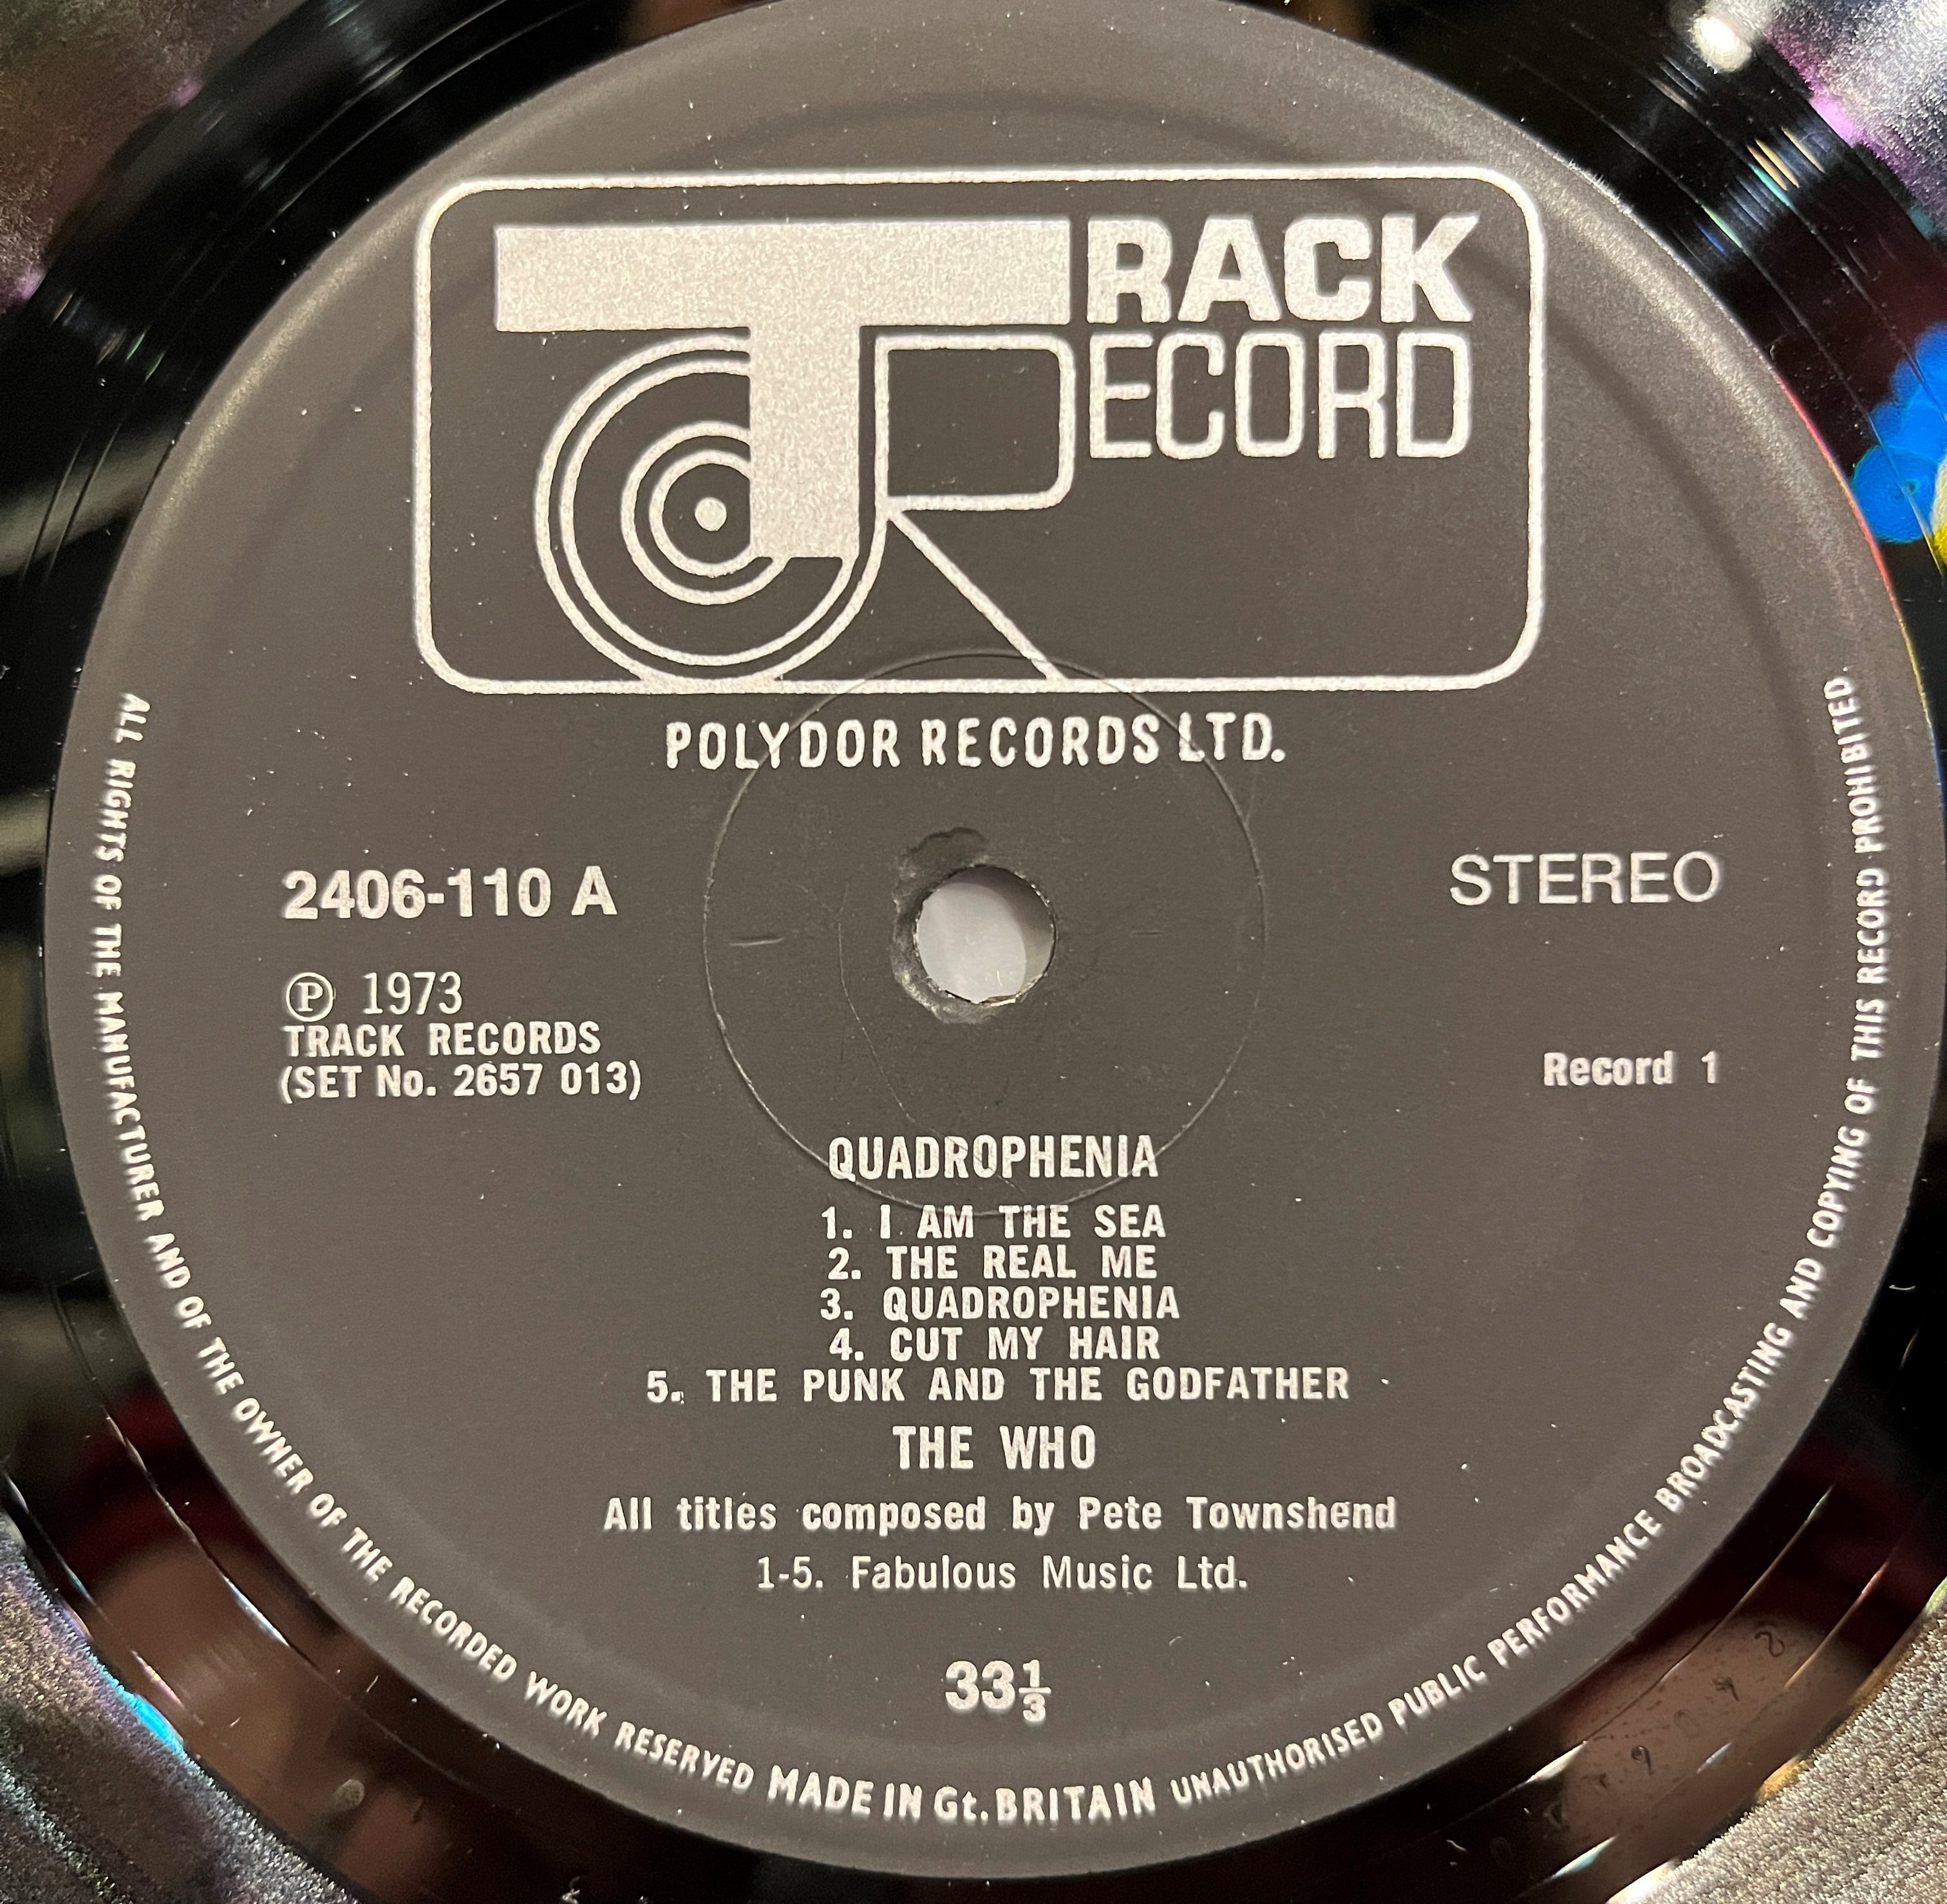 TRACK
RECORD
POLYDOR RECORDS LTD.
2406-110 A
STEREO
Ⓟ 1973
TRACK RECORDS
(SET No. 2657 013)
Record 1
QUADROPHENIA
1. I AM THE SEA
2. THE REAL ME
3. QUADROPHENIA
4. CUT MY HAIR
5. THE PUNK AND THE GODFATHER
THE WHO
All titles composed by Pete Townshend
1-5. Fabulous Music Ltd.
33⅓
ALL RIGHTS OF THE MANUFACTURER AND OF THE OWNER OF THE RECORDED WORK RESERVED MADE IN Gt. BRITAIN UNAUTHORISED PUBLIC PERFORMANCE BROADCASTING AND COPYING OF THIS RECORD PROHIBITED